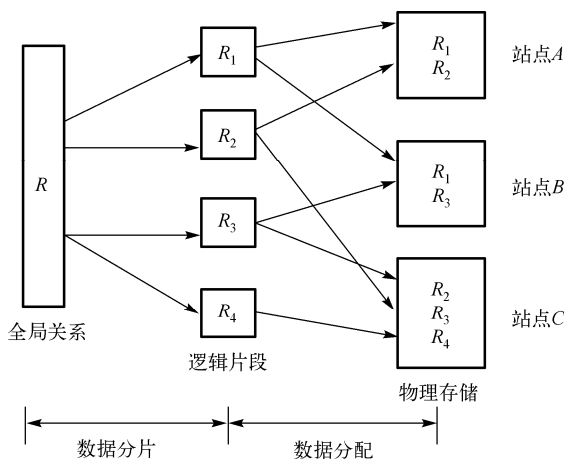 R
全局关系
R₁
R₂
R₃
R₄
逻辑片段
R₁
R₂
站点A
R₁
R₃
站点B
R₂
R₃
R₄
站点C
物理存储
数据分片
数据分配